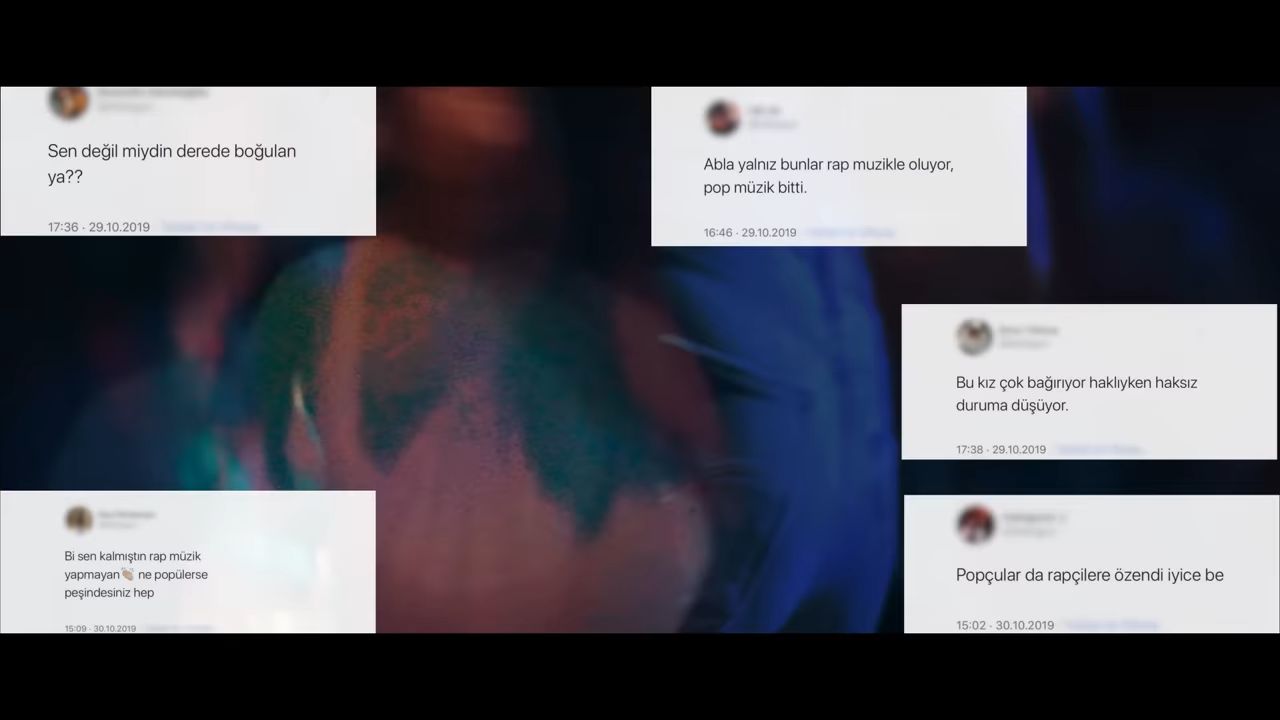 Sen değil miydin derede boğulan
ya??
17:36 · 29.10.2019
Abla yalnız bunlar rap muzikle oluyor,
pop müzik bitti.
16:46 · 29.10.2019
Bu kız çok bağırıyor haklıyken haksız
duruma düşüyor.
17:38 · 29.10.2019
Bi sen kalmıştın rap müzik
yapmayan👏🏼 ne popülerse
peşindesiniz hep
15:09 · 30.10.2019
Popçular da rapçilere özendi iyice be
15:02 · 30.10.2019